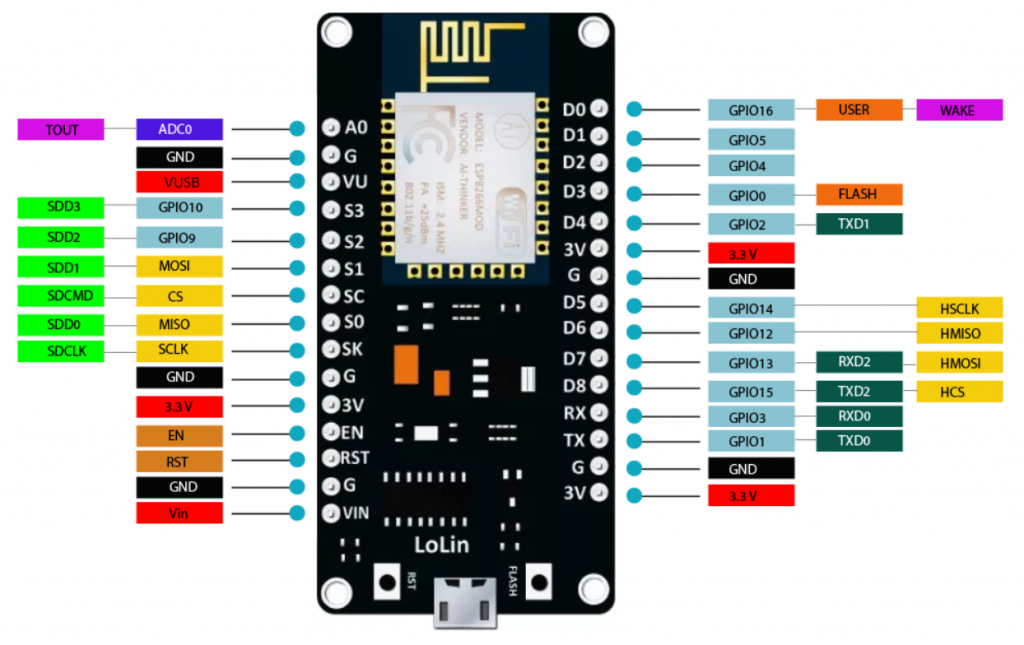 TOUT ADC0 A0
GND G
VUSB VU
SDD3 GPIO10 S3
SDD2 GPIO9 S2
SDD1 MOSI S1
SDCMD CS SC
SDD0 MISO S0
SDCLK SCLK SK
GND G
3.3 V 3V
EN EN
RST RST
GND G
Vin VIN
MODEL: ESP8266MOD
VENDOR: AI-THINKER
ISM: 2.4 MHZ
PA +25dBm
802.11b/g/n
Ai
WiFi
FC
D0 GPIO16 USER WAKE
D1 GPIO5
D2 GPIO4
D3 GPIO0 FLASH
D4 GPIO2 TXD1
3V 3.3 V
G GND
D5 GPIO14 HSCLK
D6 GPIO12 HMISO
D7 GPIO13 RXD2 HMOSI
D8 GPIO15 TXD2 HCS
RX GPIO3 RXD0
TX GPIO1 TXD0
G GND
3V 3.3 V
LoLin
RST
FLASH